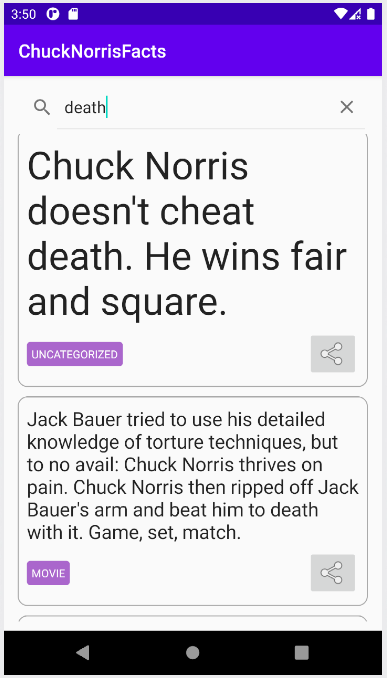 3:50
ChuckNorrisFacts
death
Chuck Norris
doesn't cheat
death. He wins fair
and square.
UNCATEGORIZED
Jack Bauer tried to use his detailed
knowledge of torture techniques, but
to no avail: Chuck Norris thrives on
pain. Chuck Norris then ripped off Jack
Bauer's arm and beat him to death
with it. Game, set, match.
MOVIE